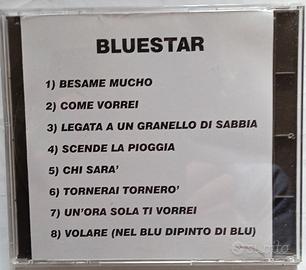 BLUESTAR
1) BESAME MUCHO
2) COME VORREI
3) LEGATA A UN GRANELLO DI SABBIA
4) SCENDE LA PIOGGIA
5) CHI SARA'
6) TORNERAI TORNERO'
7) UN'ORA SOLA TI VORREI
8) VOLARE (NEL BLU DIPINTO DI BLU)
subito